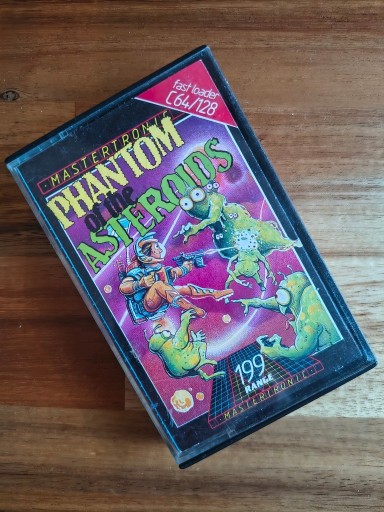 fast loader
C64/128
·MASTERTRONIC·
PHANTOM
of the
ASTEROIDS
199
RANGE
·MASTERTRONIC·